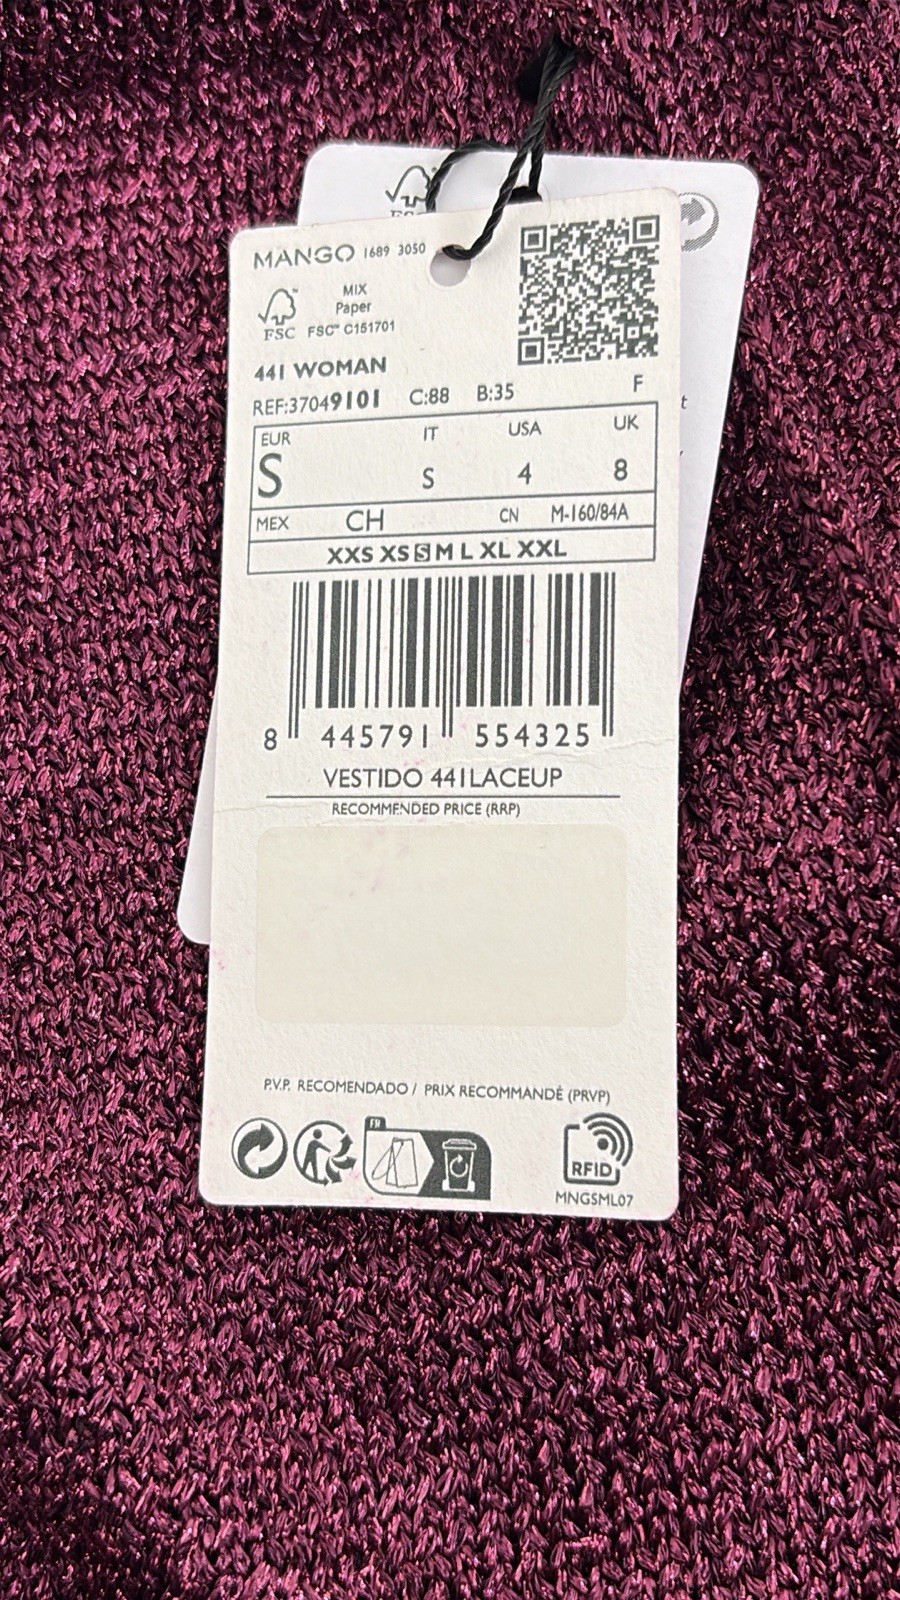 MANGO 1689 3050
MIX
Paper
FSC FSC™ C151701
441 WOMAN
REF:37049101 C:88 B:35 F
EUR IT USA UK
S S 4 8
MEX CH CN M-160/84A
XXS XS S M L XL XXL
8 445791 554325
VESTIDO 441LACEUP
RECOMMENDED PRICE (RRP)
P.V.P. RECOMENDADO / PRIX RECOMMANDÉ (PRVP)
FR
RFID
MNGSML07